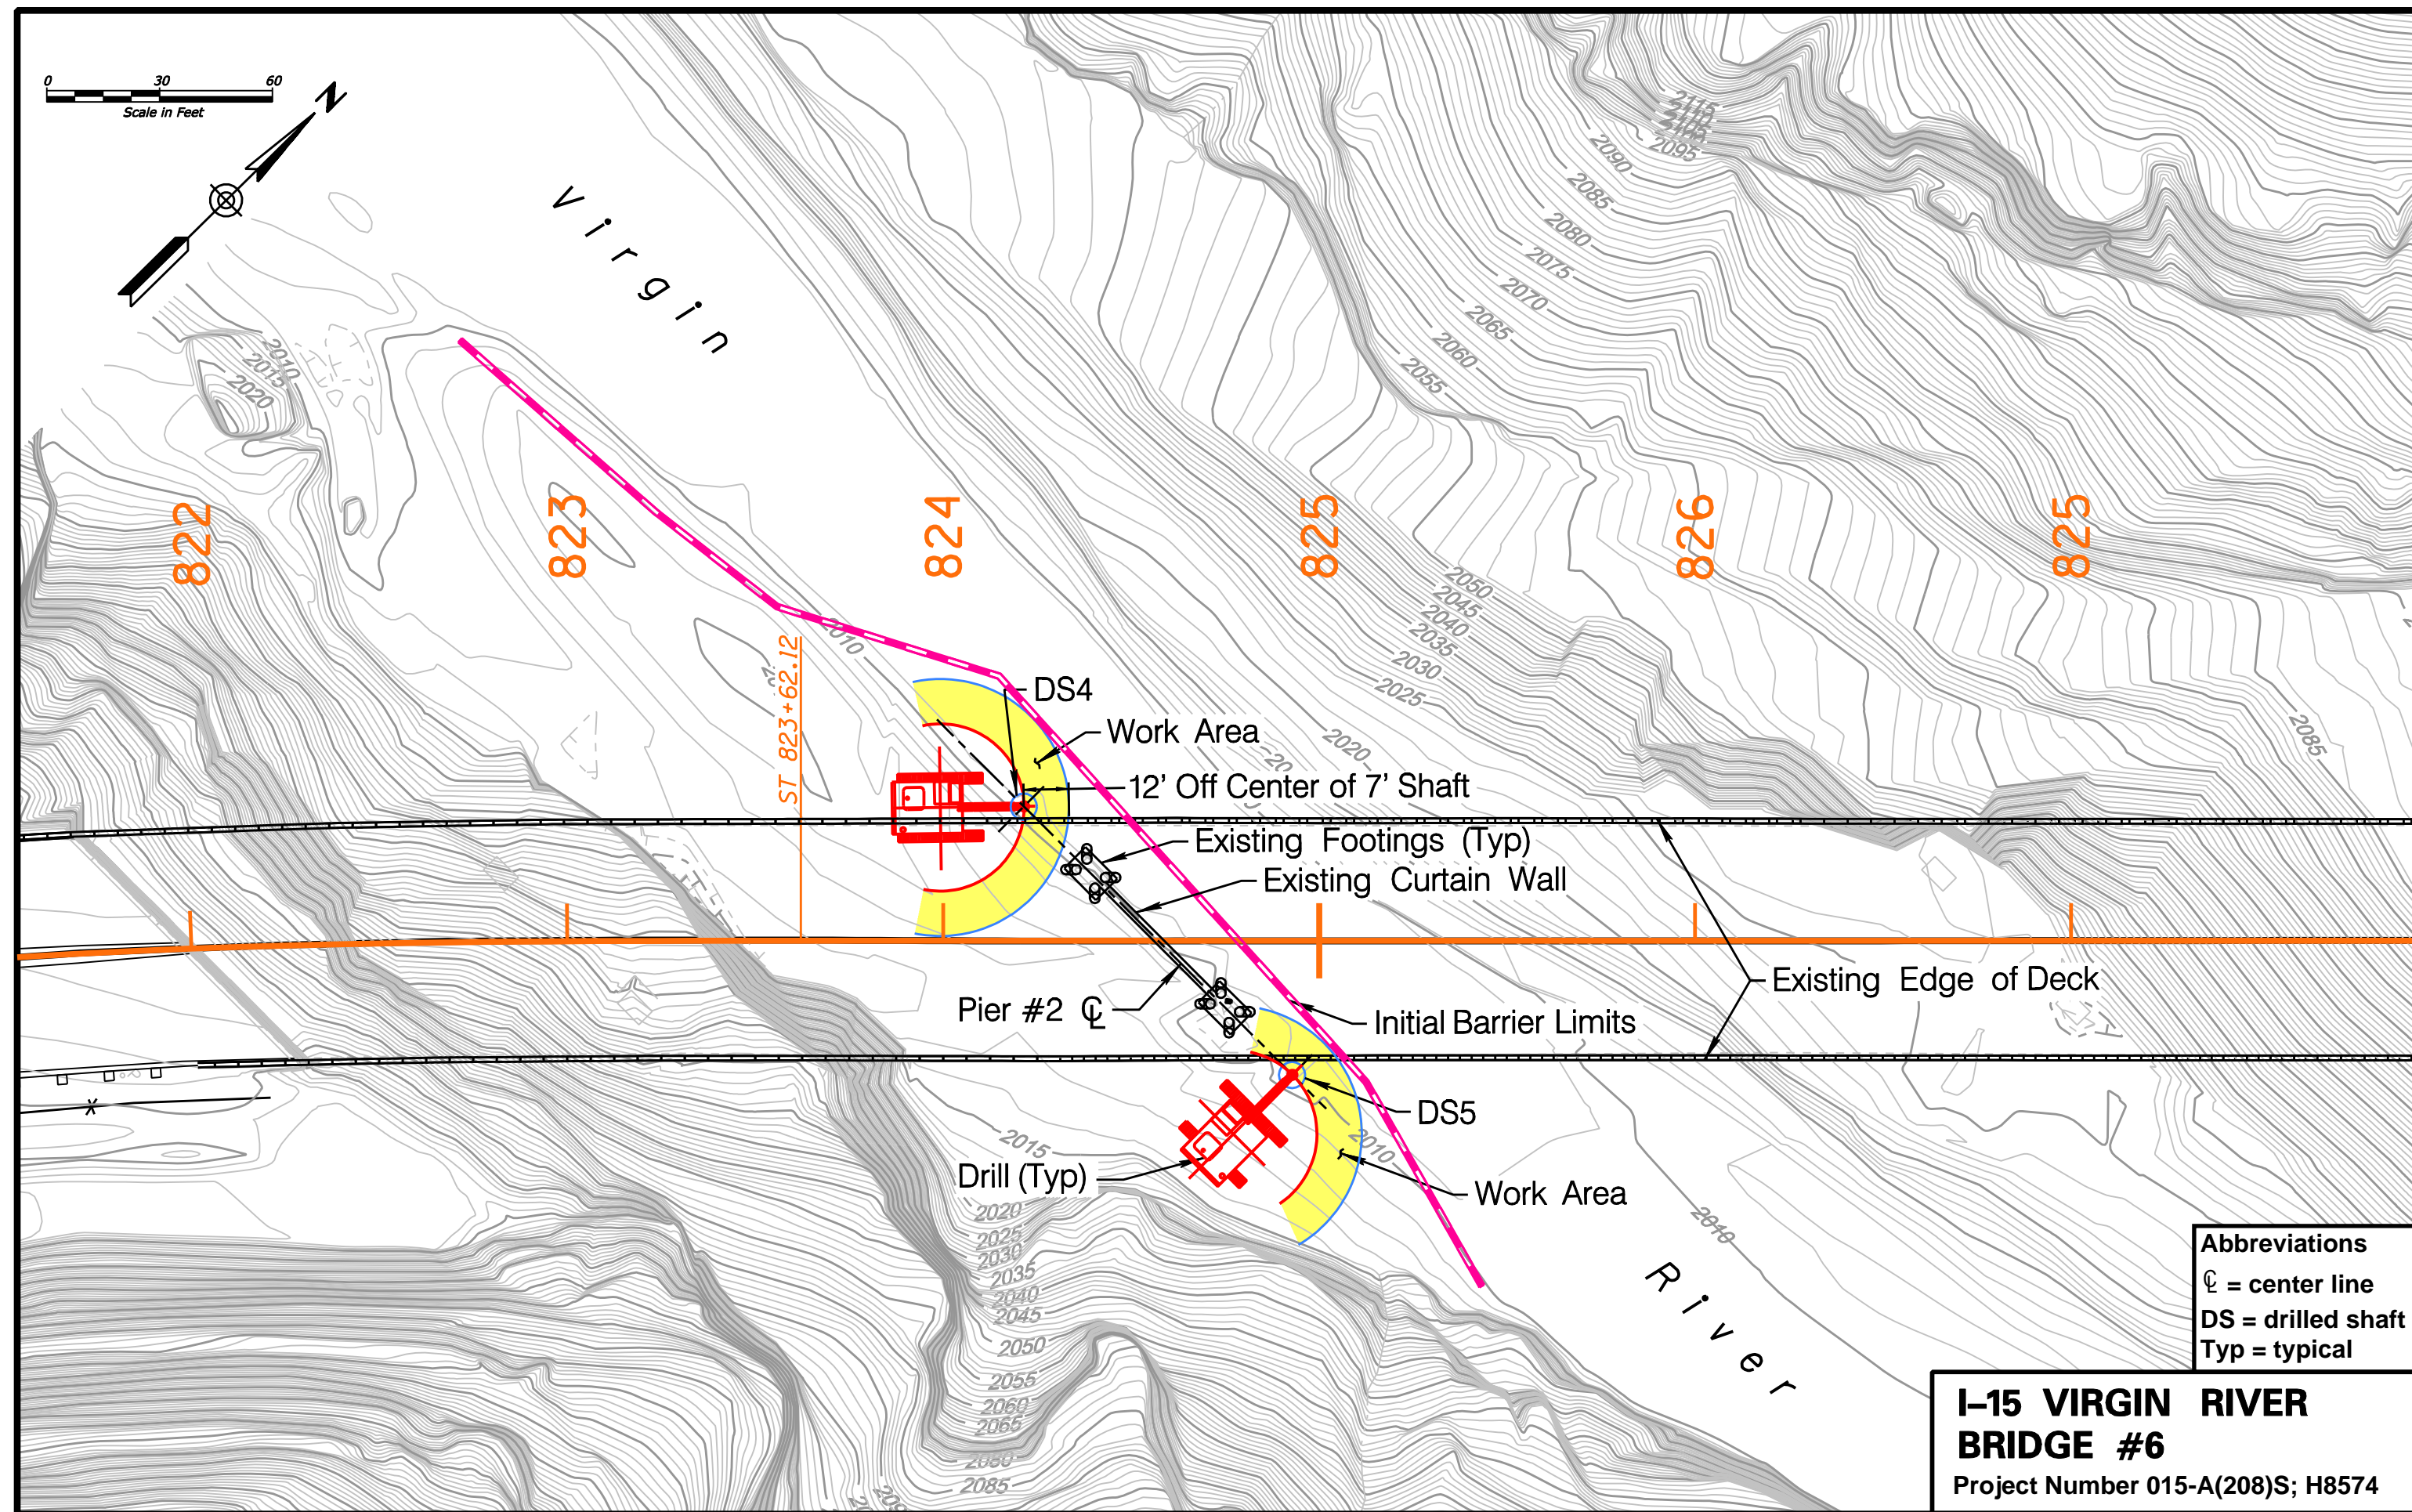 0 30 60
Scale in Feet
N
Virgin
2115
2095
2090
2085
2080
2075
2070
2065
2060
2055
2010
2015
2020
822
823
824
825
826
825
2050
2045
2040
2035
2030
2025
2010
ST 823+62.12
DS4
Work Area
2020
2085
12' Off Center of 7' Shaft
Existing Footings (Typ)
Existing Curtain Wall
Existing Edge of Deck
Pier #2 ℄
Initial Barrier Limits
X
DS5
2015
2010
Drill (Typ)
Work Area
2010
2020
2025
2030
2035
2040
2045
2050
2055
2060
2065
2080
2085
River
Abbreviations
℄ = center line
DS = drilled shaft
Typ = typical
I–15 VIRGIN RIVER
BRIDGE #6
Project Number 015-A(208)S; H8574